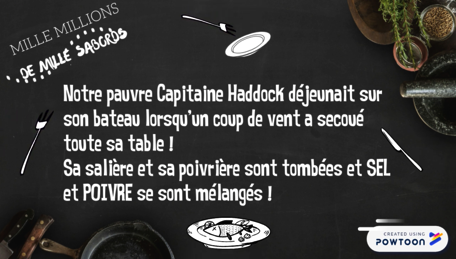 MILLE MILLIONS
DE MILLE SABORDS
Notre pauvre Capitaine Haddock déjeunait sur
son bateau lorsqu'un coup de vent a secoué
toute sa table !
Sa salière et sa poivrière sont tombées et SEL
et POIVRE se sont mélangés !
CREATED USING
POWTOON